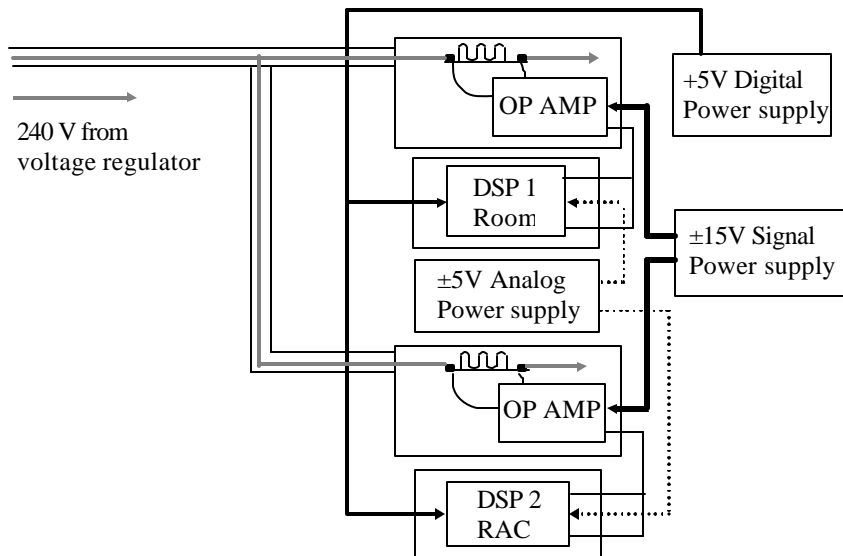 +5V Digital
Power supply
OP AMP
240 V from
voltage regulator
DSP 1
Room
±15V Signal
Power supply
±5V Analog
Power supply
OP AMP
DSP 2
RAC